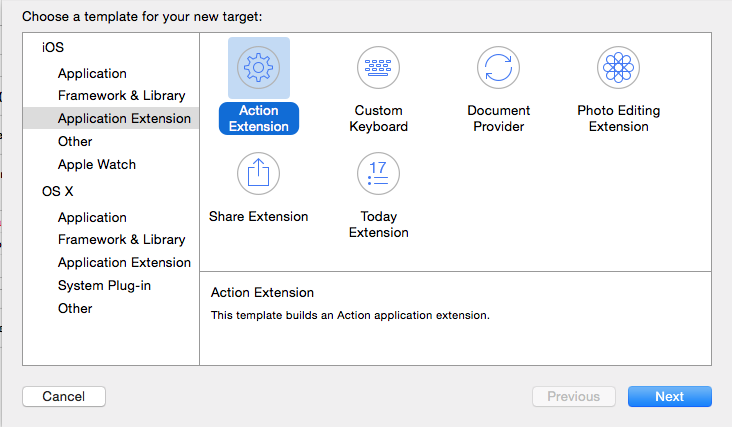 Choose a template for your new target:
iOS
Application
Framework & Library
Application Extension
Other
Apple Watch
OS X
Application
Framework & Library
Application Extension
System Plug-in
Other
Action
Extension
Custom
Keyboard
Document
Provider
Photo Editing
Extension
Share Extension
17
Today
Extension
Action Extension
This template builds an Action application extension.
Cancel
Previous
Next